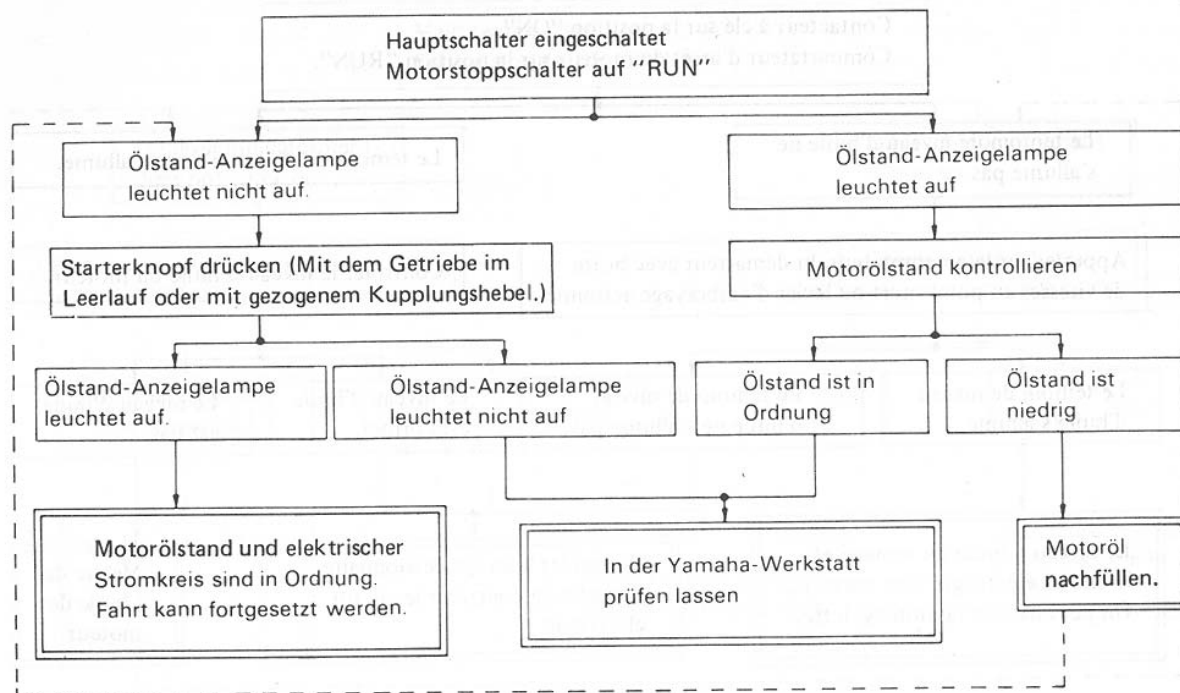 Hauptschalter eingeschaltet
Motorstoppschalter auf "RUN"
Ölstand-Anzeigelampe
leuchtet nicht auf.
Ölstand-Anzeigelampe
leuchtet auf
Starterknopf drücken (Mit dem Getriebe im
Leerlauf oder mit gezogenem Kupplungshebel.)
Motorölstand kontrollieren
Ölstand-Anzeigelampe
leuchtet auf.
Ölstand-Anzeigelampe
leuchtet nicht auf
Ölstand ist in
Ordnung
Ölstand ist
niedrig
Motorölstand und elektrischer
Stromkreis sind in Ordnung.
Fahrt kann fortgesetzt werden.
In der Yamaha-Werkstatt
prüfen lassen
Motoröl
nachfüllen.